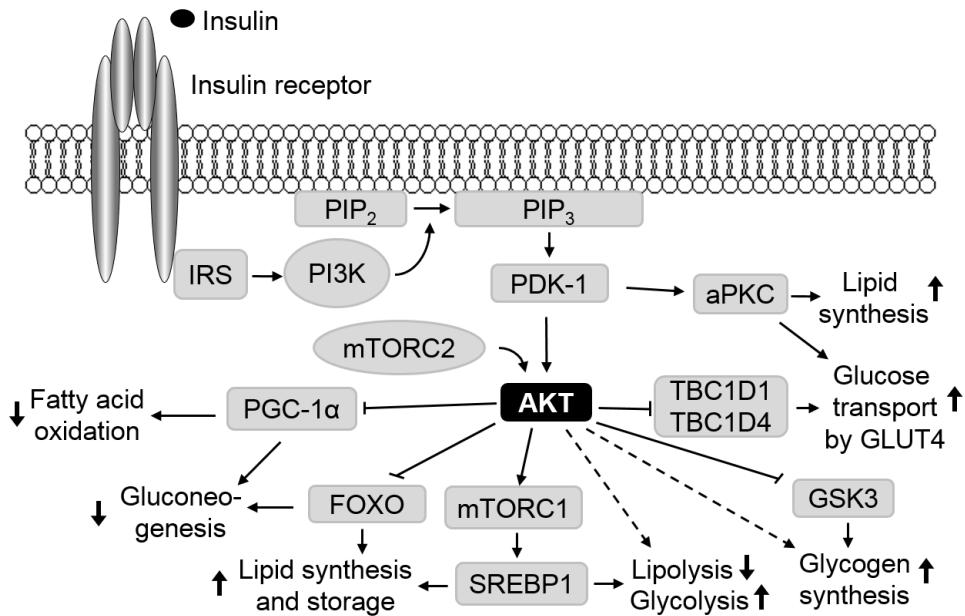 Insulin
Insulin receptor
PIP2
PIP3
IRS
PI3K
PDK-1
aPKC
Lipid
synthesis
mTORC2
Glucose
transport
by GLUT4
Fatty acid
oxidation
PGC-1α
AKT
TBC1D1
TBC1D4
Gluconeo-
genesis
FOXO
mTORC1
GSK3
Lipid synthesis
and storage
SREBP1
Lipolysis
Glycolysis
Glycogen
synthesis